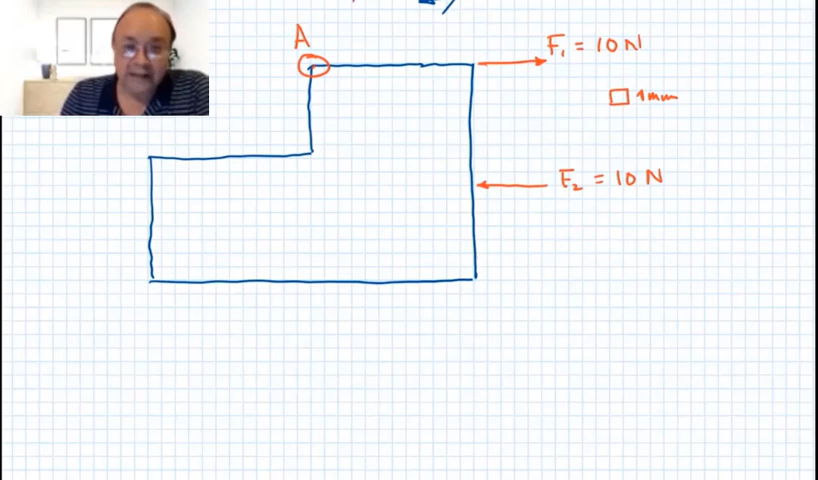 A
F₁ = 10 N
1mm
F₂ = 10 N